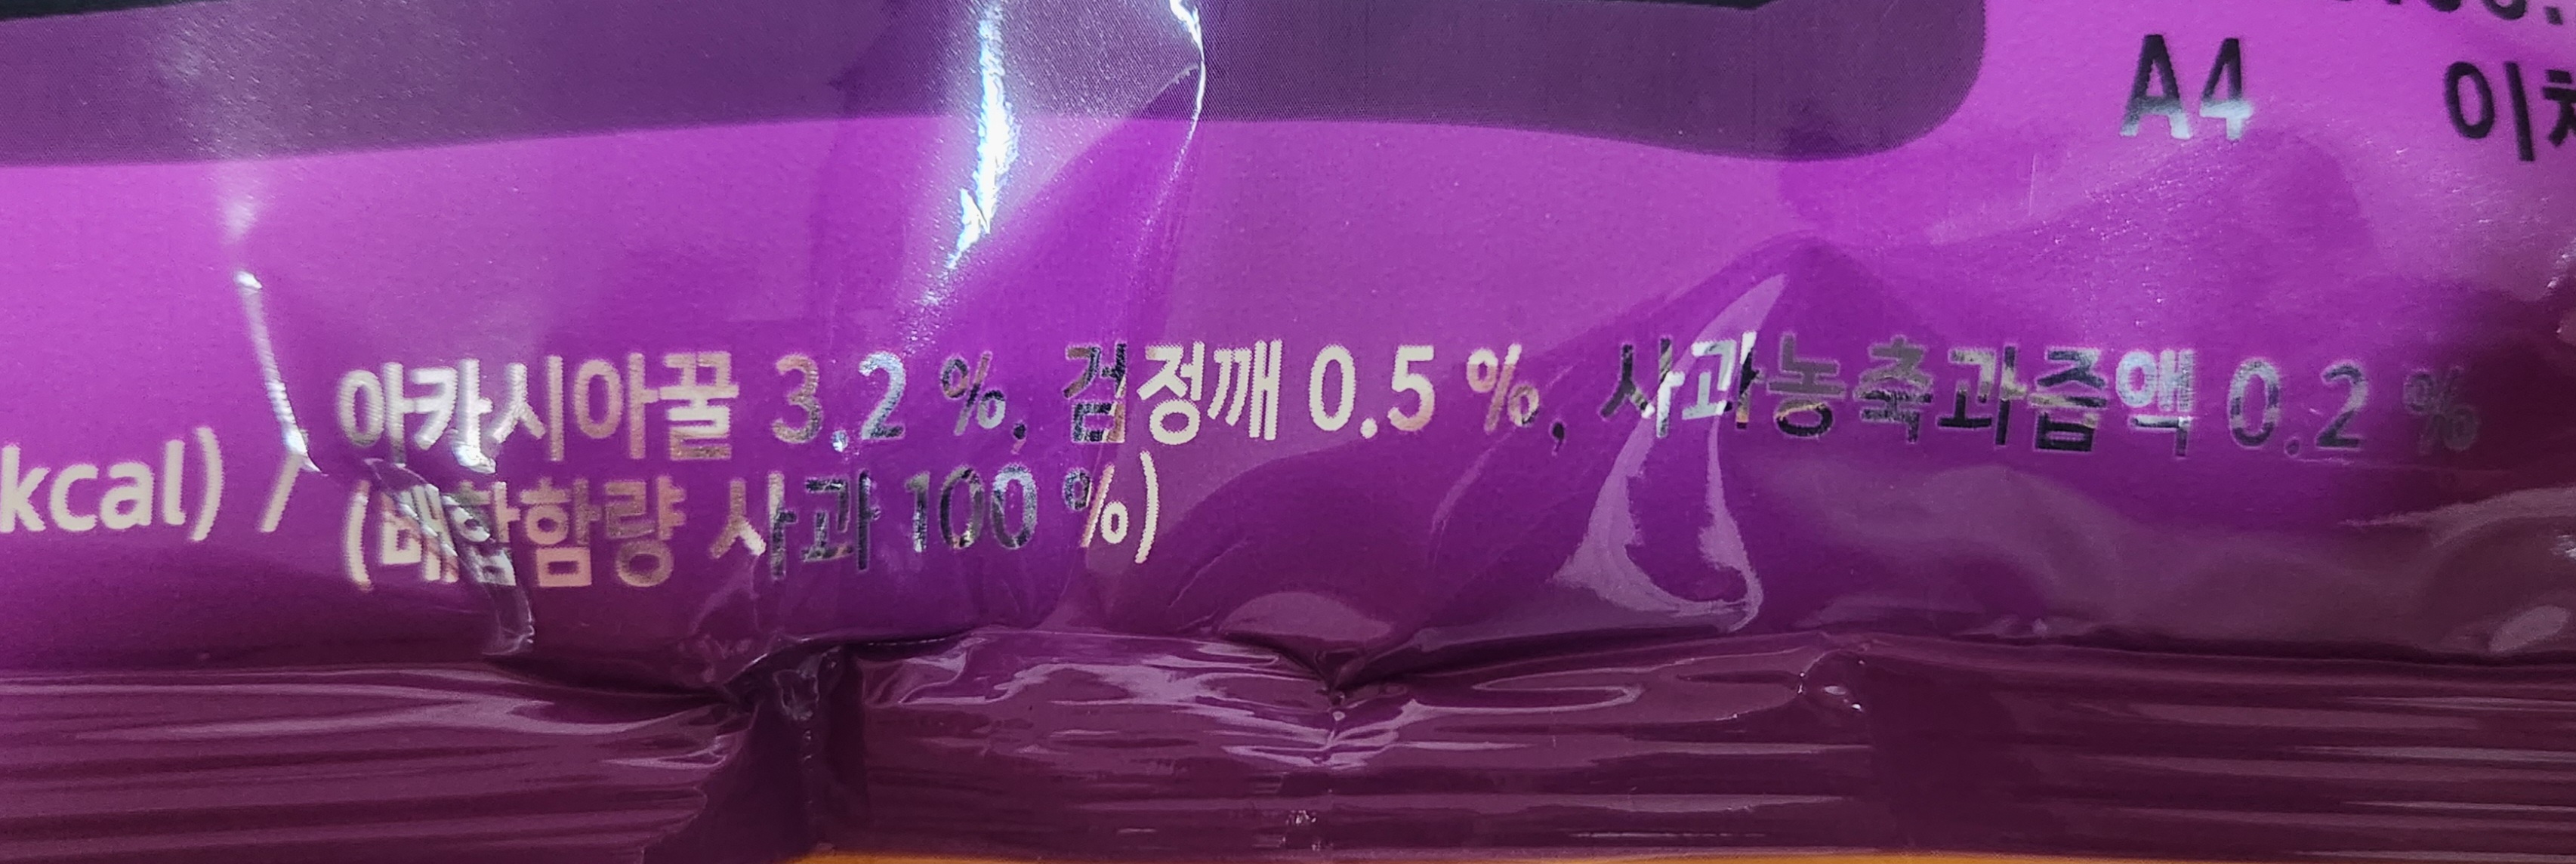 A4
아카시아꿀 3.2 %, 검정깨 0.5 %, 사과농축과즙액 0.2 %
kcal) / (배합함량 사과 100 %)